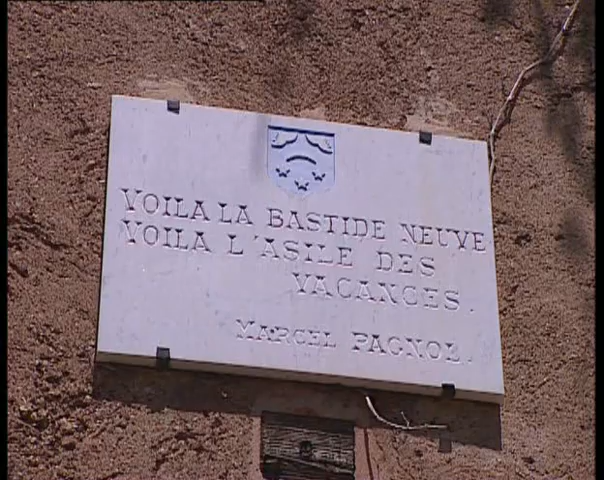 VOILA LA BASTIDE NEUVE
VOILA L'ASILE DES
VACANCES.
MARCEL PAGNOL.